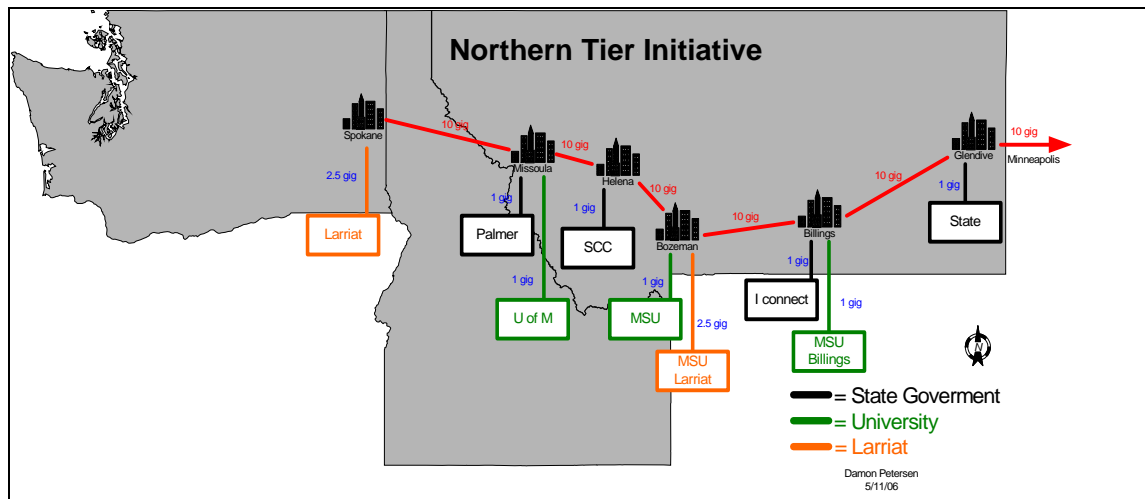 Northern Tier Initiative
Spokane
10 gig
Missoula
10 gig
Helena
10 gig
Bozeman
10 gig
Billings
10 gig
Glendive
10 gig
Minneapolis
2.5 gig
Larriat
1 gig
Palmer
1 gig
U of M
1 gig
SCC
1 gig
MSU
2.5 gig
MSU
Larriat
1 gig
I connect
1 gig
MSU
Billings
1 gig
State
N
= State Goverment
= University
= Larriat
Damon Petersen
5/11/06